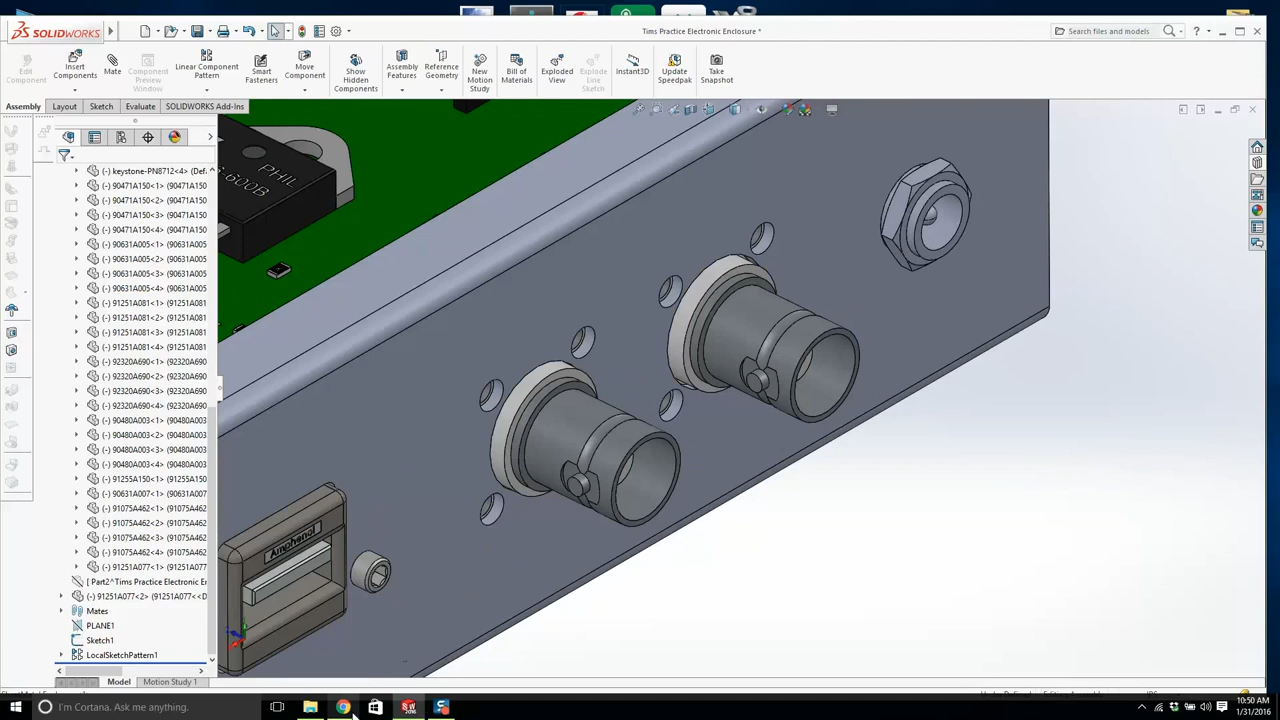 SOLIDWORKS
Tims Practice Electronic Enclosure *
Search files and models
Edit Component
Insert Components
Mate
Component Preview Window
Linear Component Pattern
Smart Fasteners
Move Component
Show Hidden Components
Assembly Features
Reference Geometry
New Motion Study
Bill of Materials
Exploded View
Explode Line Sketch
Instant3D
Update Speedpak
Take Snapshot
Assembly Layout Sketch Evaluate SOLIDWORKS Add-Ins
(-) keystone-PN8712<4> (Def
(-) 90471A150<1> (90471A150
(-) 90471A150<2> (90471A150
(-) 90471A150<3> (90471A150
(-) 90471A150<4> (90471A150
(-) 90631A005<1> (90631A005
(-) 90631A005<2> (90631A005
(-) 90631A005<3> (90631A005
(-) 90631A005<4> (90631A005
(-) 91251A081<1> (91251A081
(-) 91251A081<2> (91251A081
(-) 91251A081<3> (91251A081
(-) 91251A081<4> (91251A081
(-) 92320A690<1> (92320A690
(-) 92320A690<2> (92320A690
(-) 92320A690<3> (92320A690
(-) 92320A690<4> (92320A690
(-) 90480A003<1> (90480A003
(-) 90480A003<2> (90480A003
(-) 90480A003<3> (90480A003
(-) 90480A003<4> (90480A003
(-) 91255A150<1> (91255A150
(-) 90631A007<1> (90631A007
(-) 91075A462<1> (91075A462
(-) 91075A462<2> (91075A462
(-) 91075A462<3> (91075A462
(-) 91075A462<4> (91075A462
(-) 91251A077<1> (91251A077
[ Part2^Tims Practice Electronic En
(-) 91251A077<2> (91251A077<<D
Mates
PLANE1
Sketch1
LocalSketchPattern1
PHIL
-600B
Amphenol
Model Motion Study 1
I'm Cortana. Ask me anything.
10:50 AM
1/31/2016